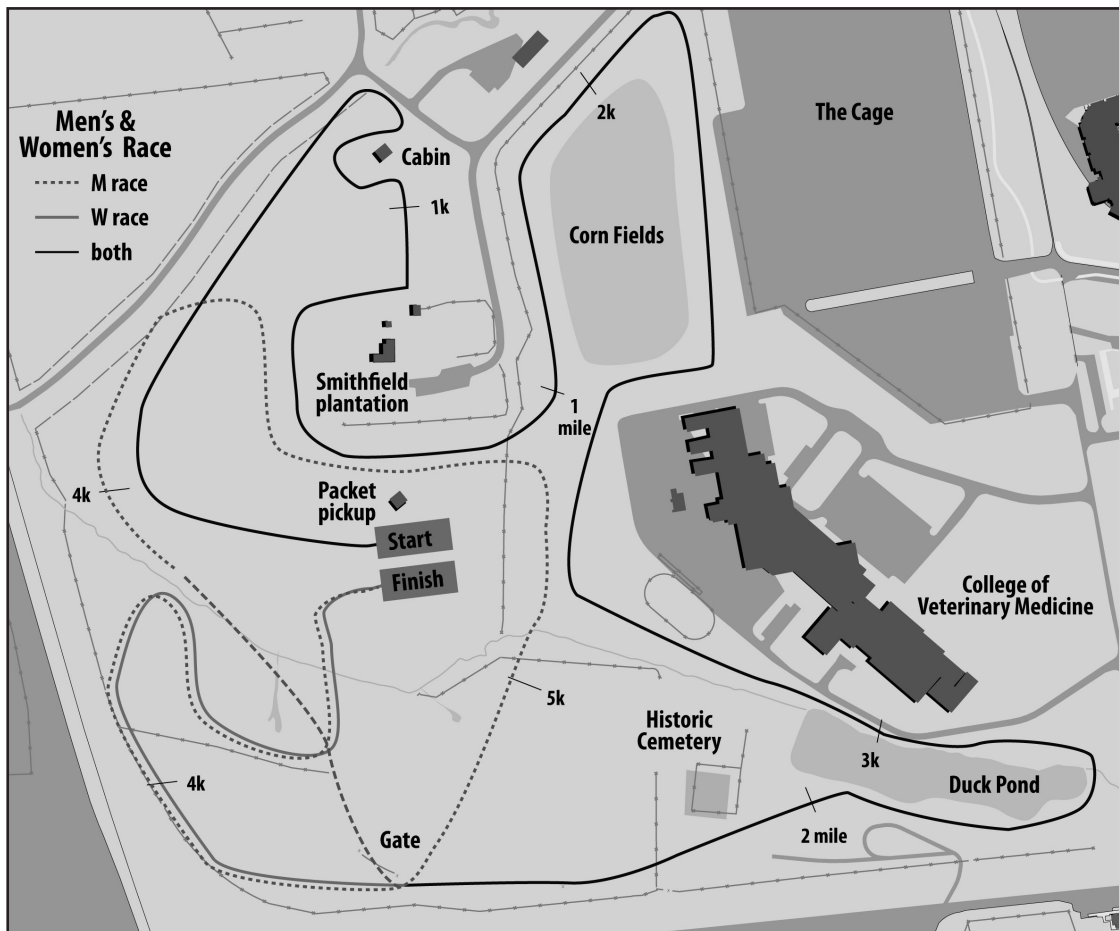 Men's &
Women's Race
M race
W race
both
Cabin
1k
2k
The Cage
Corn Fields
Smithfield
plantation
1
mile
4k
Packet
pickup
Start
Finish
College of
Veterinary Medicine
5k
Historic
Cemetery
3k
Duck Pond
4k
2 mile
Gate